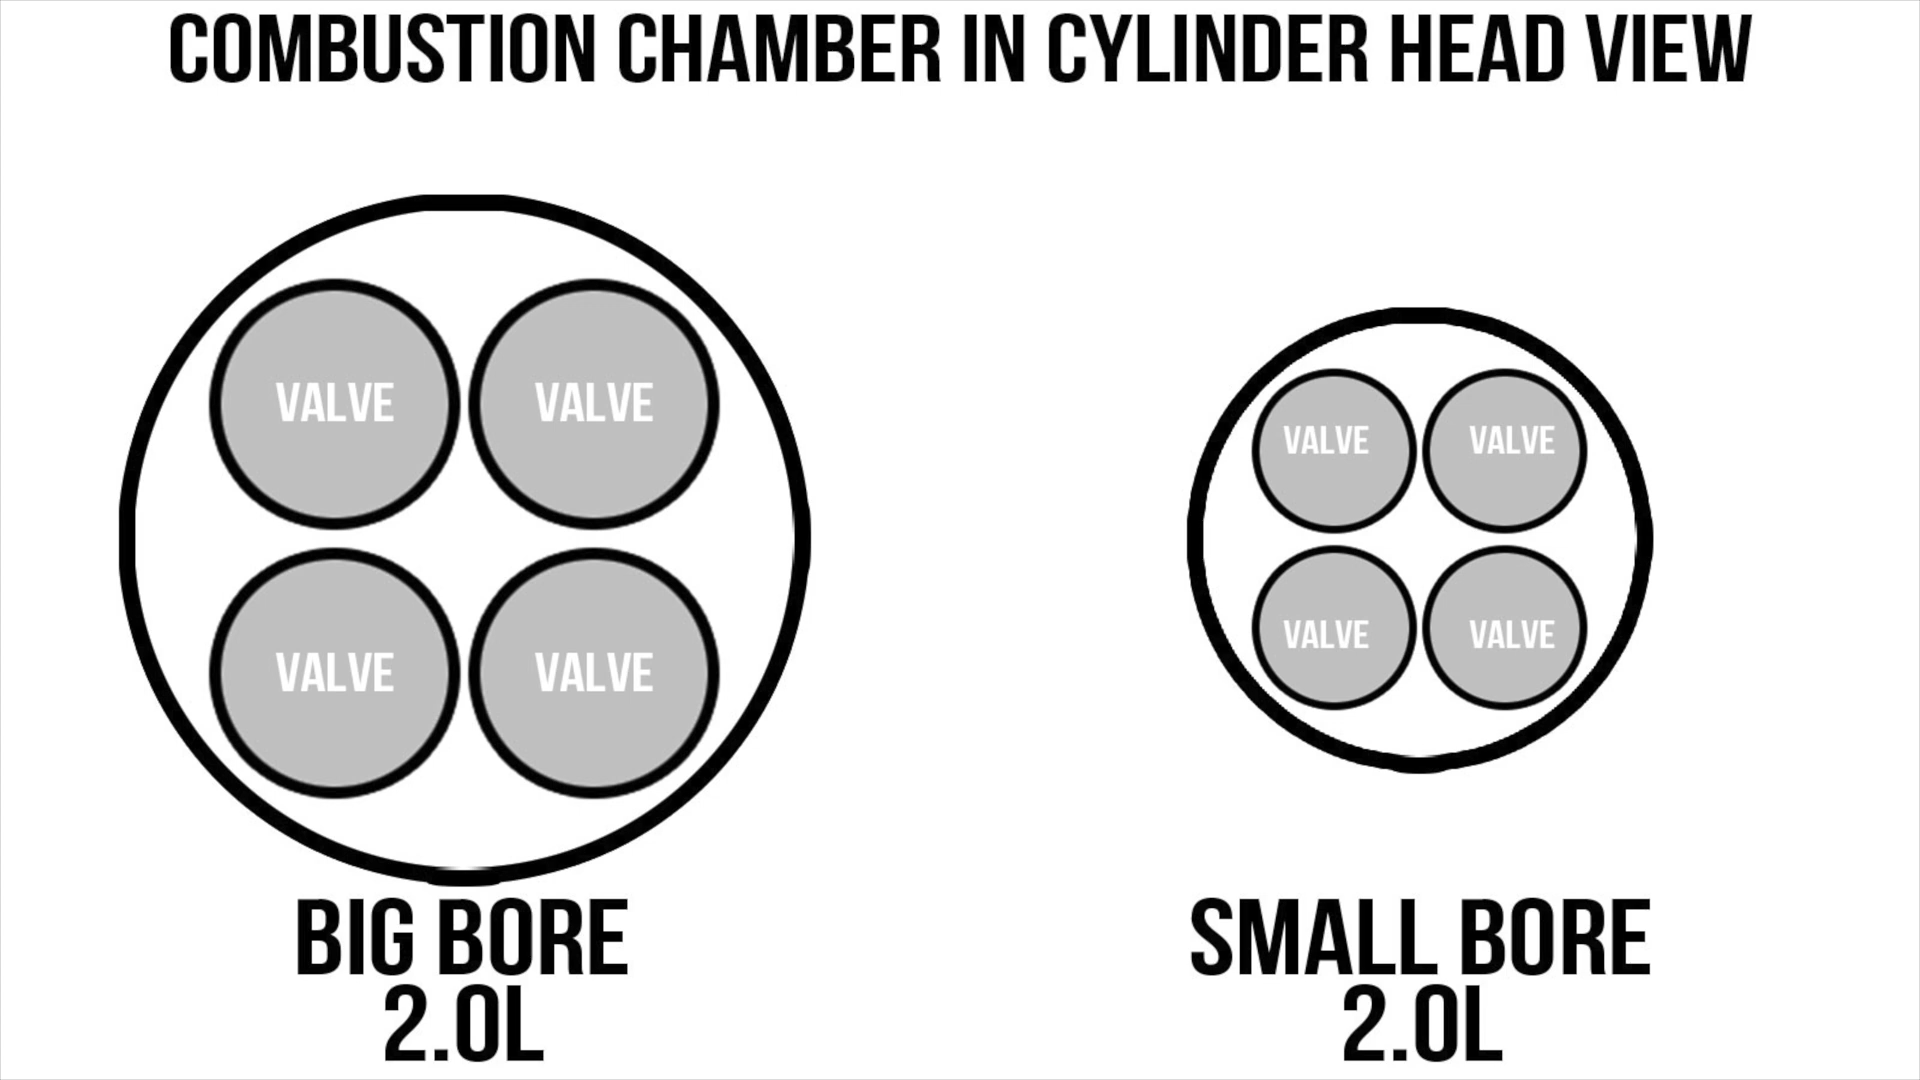 COMBUSTION CHAMBER IN CYLINDER HEAD VIEW
VALVE VALVE
VALVE VALVE
BIG BORE
2.0L
VALVE VALVE
VALVE VALVE
SMALL BORE
2.0L